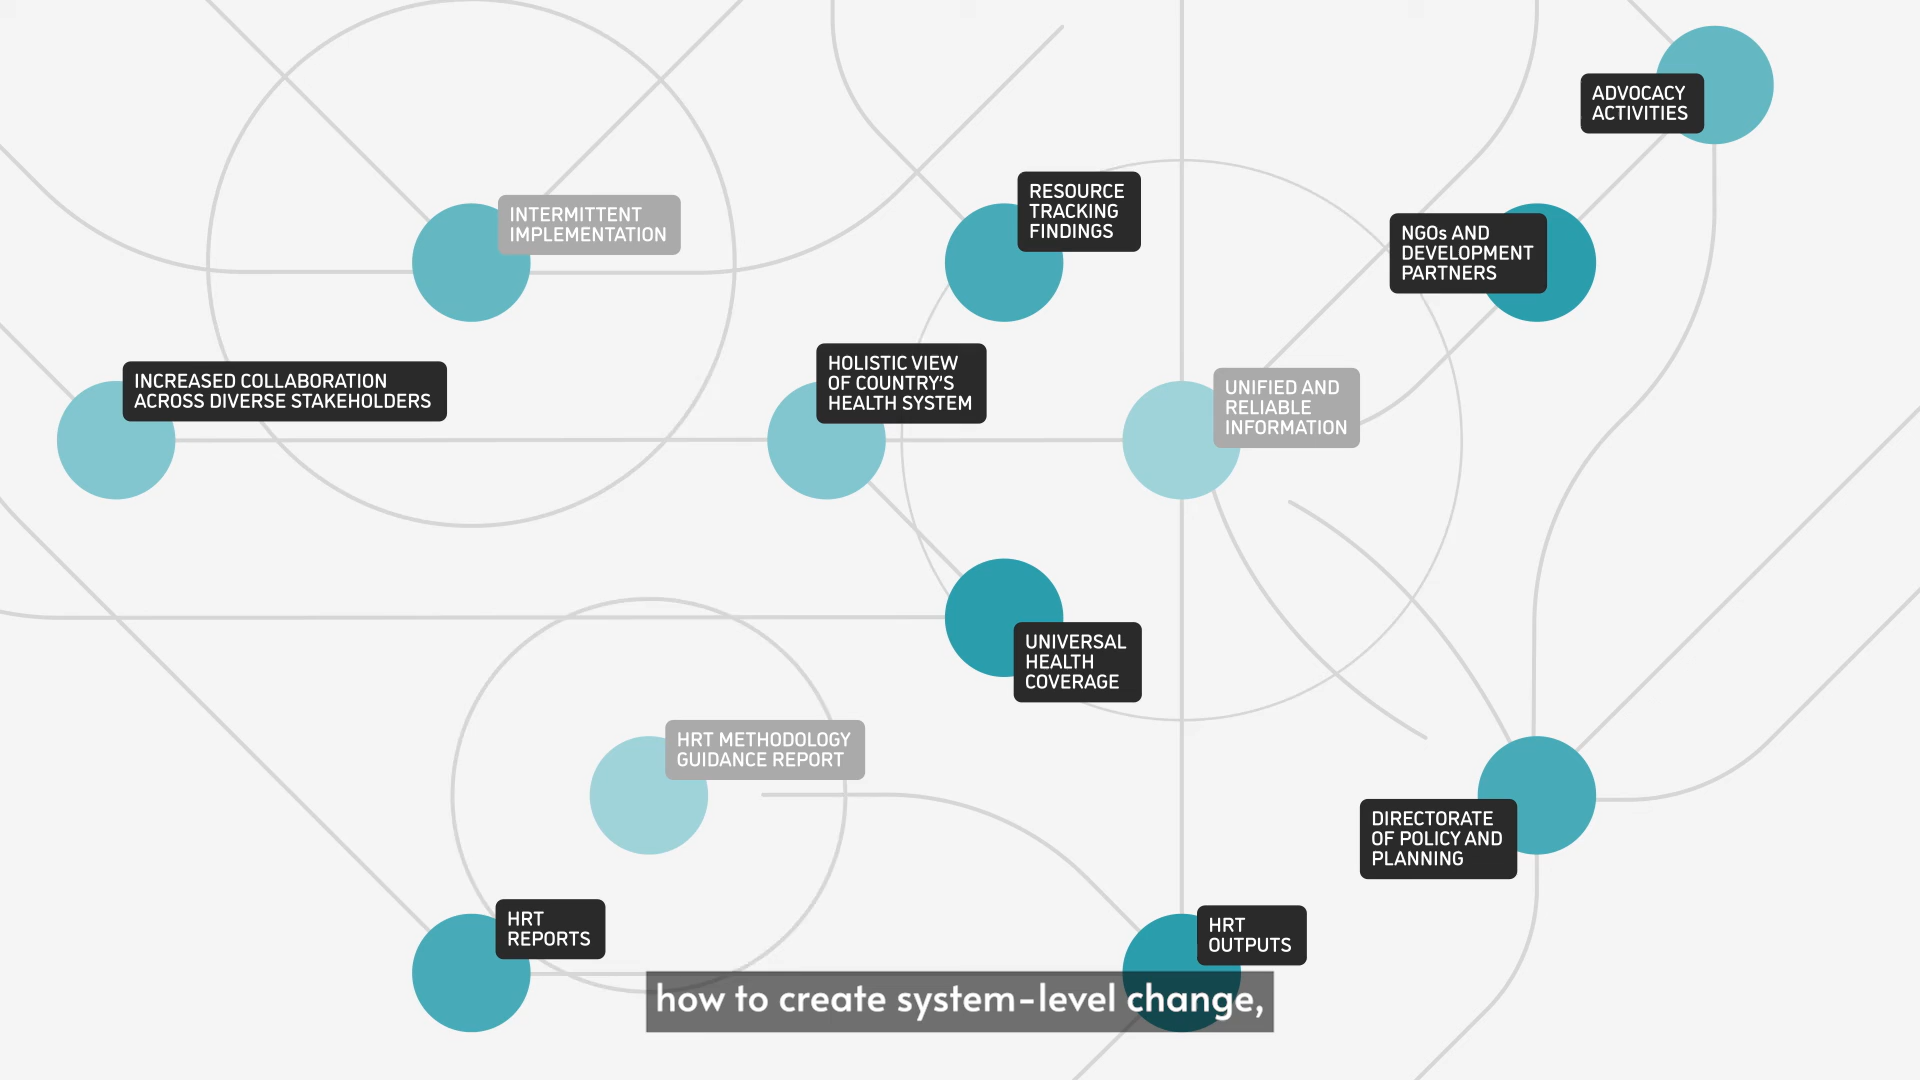 ADVOCACY
ACTIVITIES
INTERMITTENT
IMPLEMENTATION
RESOURCE
TRACKING
FINDINGS
NGOs AND
DEVELOPMENT
PARTNERS
INCREASED COLLABORATION
ACROSS DIVERSE STAKEHOLDERS
HOLISTIC VIEW
OF COUNTRY'S
HEALTH SYSTEM
UNIFIED AND
RELIABLE
INFORMATION
UNIVERSAL
HEALTH
COVERAGE
HRT METHODOLOGY
GUIDANCE REPORT
DIRECTORATE
OF POLICY AND
PLANNING
HRT
REPORTS
HRT
OUTPUTS
how to create system-level change,